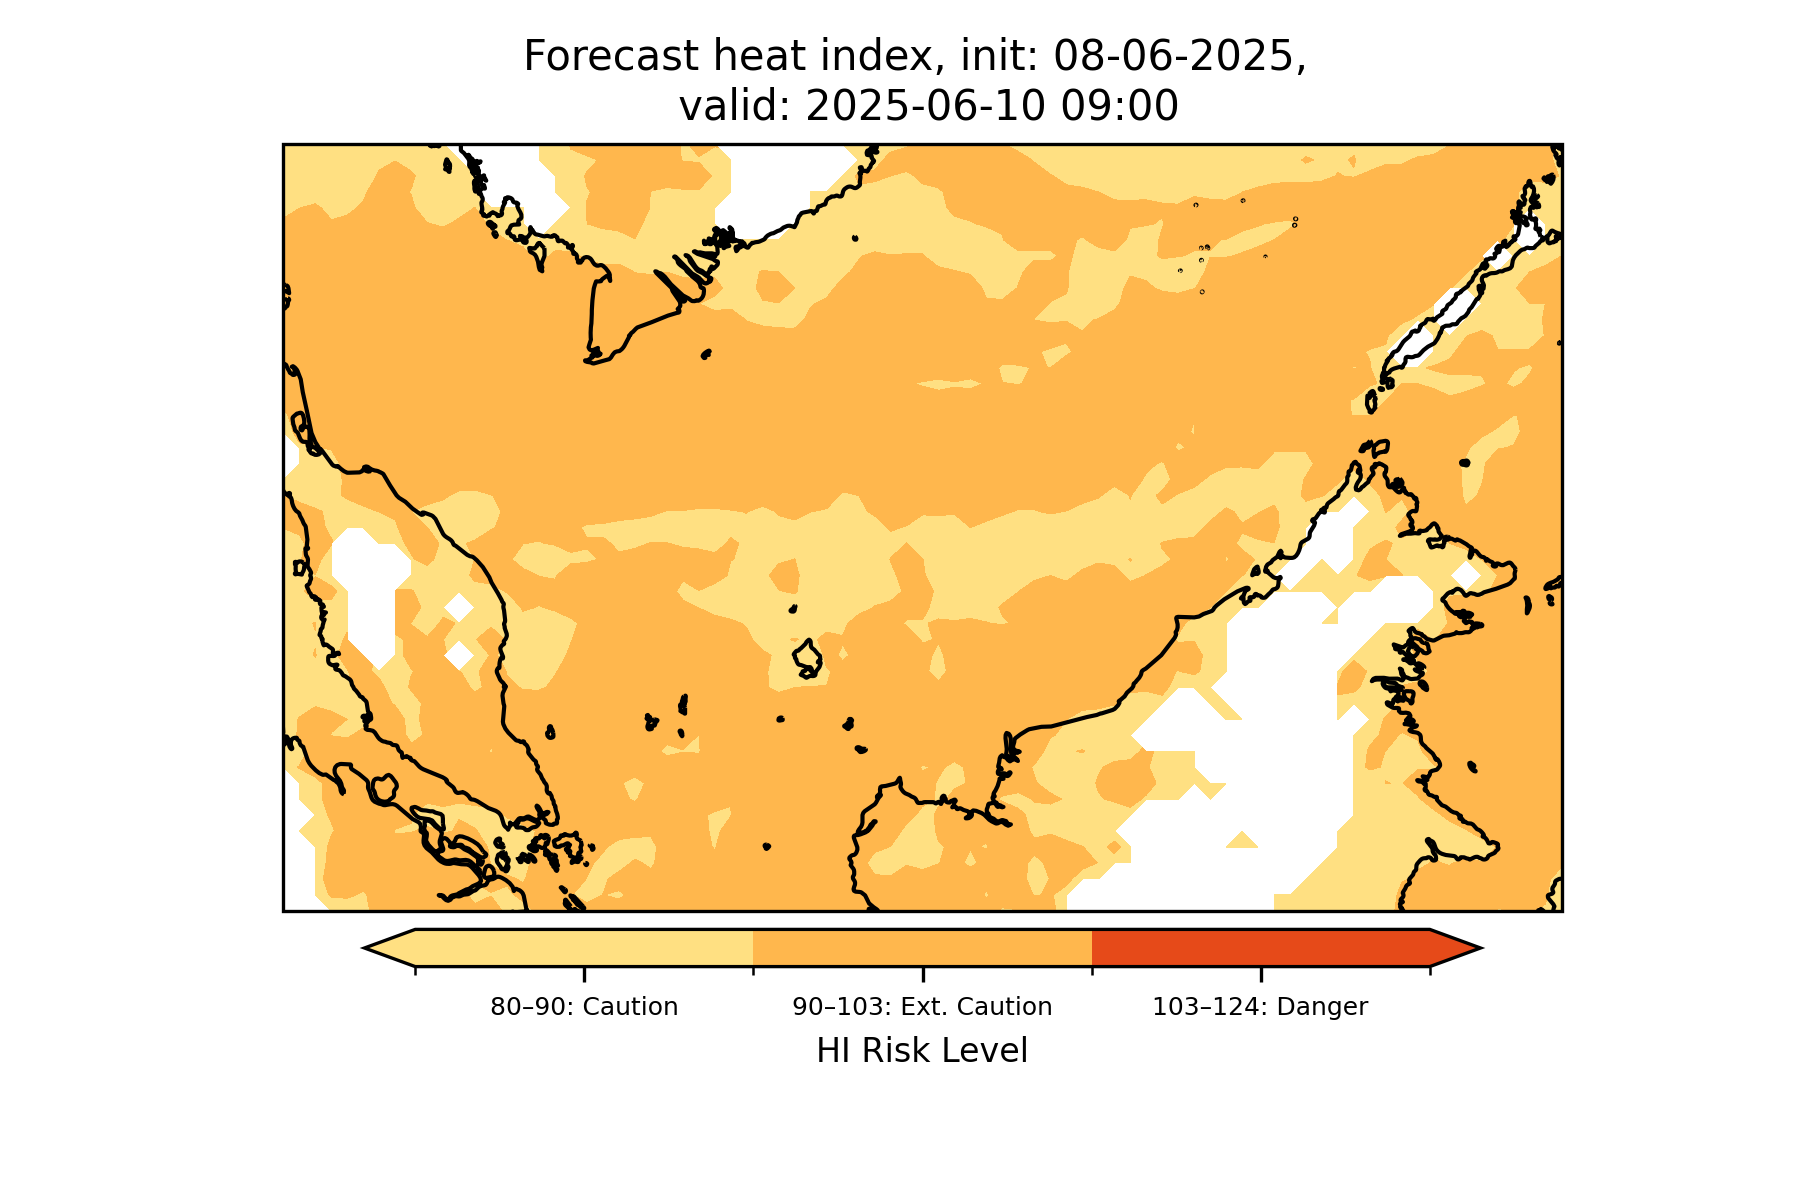 Forecast heat index, init: 08-06-2025,
valid: 2025-06-10 09:00
80–90: Caution
90–103: Ext. Caution
103–124: Danger
HI Risk Level